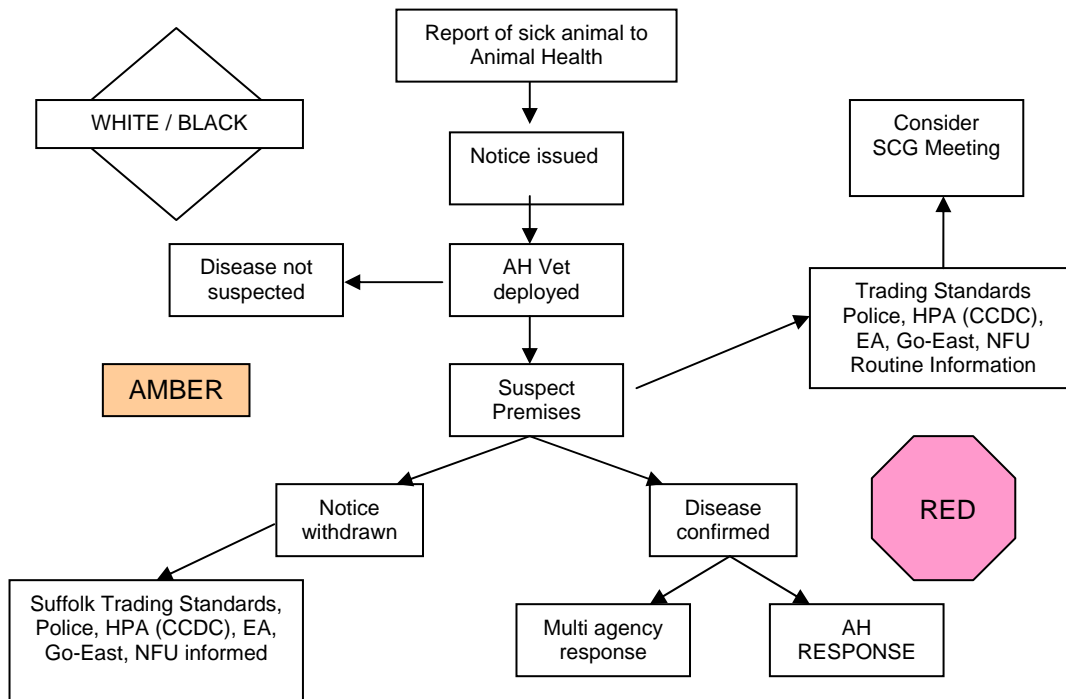 Report of sick animal to
Animal Health
WHITE / BLACK
Consider
SCG Meeting
Notice issued
Disease not
suspected
AH Vet
deployed
Trading Standards
Police, HPA (CCDC),
EA, Go-East, NFU
Routine Information
AMBER
Suspect
Premises
RED
Notice
withdrawn
Disease
confirmed
Suffolk Trading Standards,
Police, HPA (CCDC), EA,
Go-East, NFU informed
Multi agency
response
AH
RESPONSE